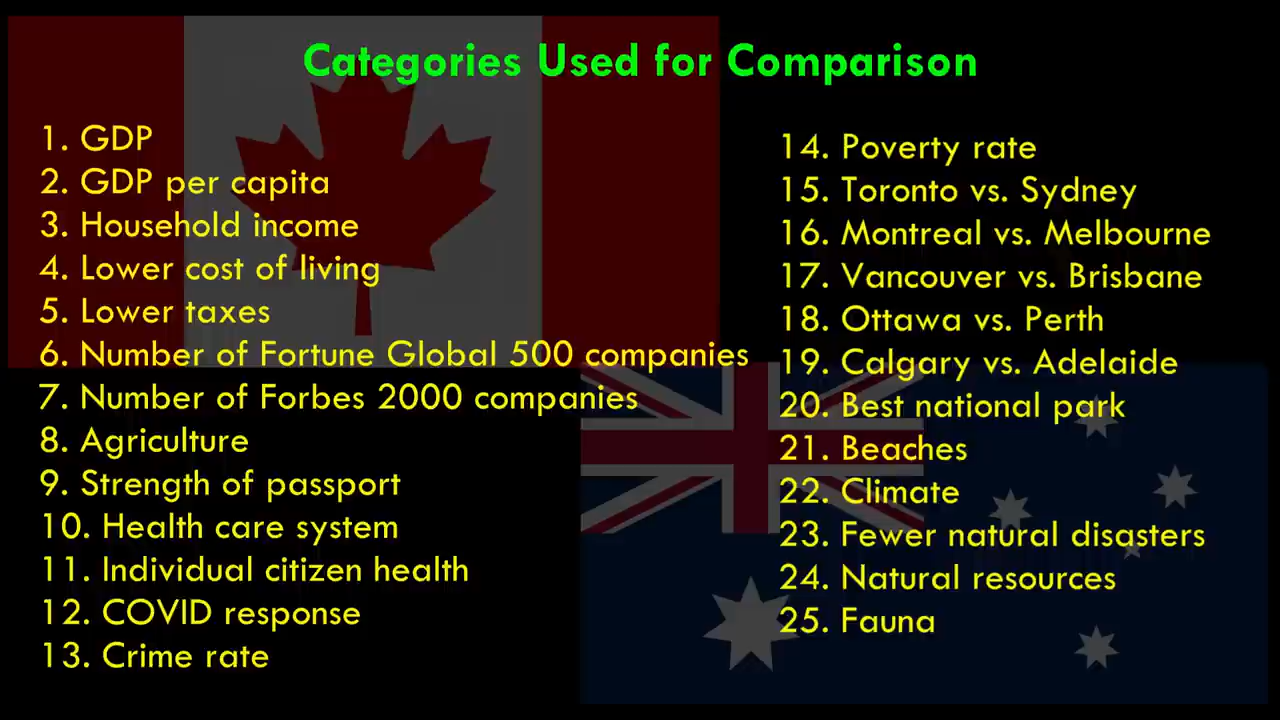 Categories Used for Comparison
1. GDP
2. GDP per capita
3. Household income
4. Lower cost of living
5. Lower taxes
6. Number of Fortune Global 500 companies
7. Number of Forbes 2000 companies
8. Agriculture
9. Strength of passport
10. Health care system
11. Individual citizen health
12. COVID response
13. Crime rate
14. Poverty rate
15. Toronto vs. Sydney
16. Montreal vs. Melbourne
17. Vancouver vs. Brisbane
18. Ottawa vs. Perth
19. Calgary vs. Adelaide
20. Best national park
21. Beaches
22. Climate
23. Fewer natural disasters
24. Natural resources
25. Fauna